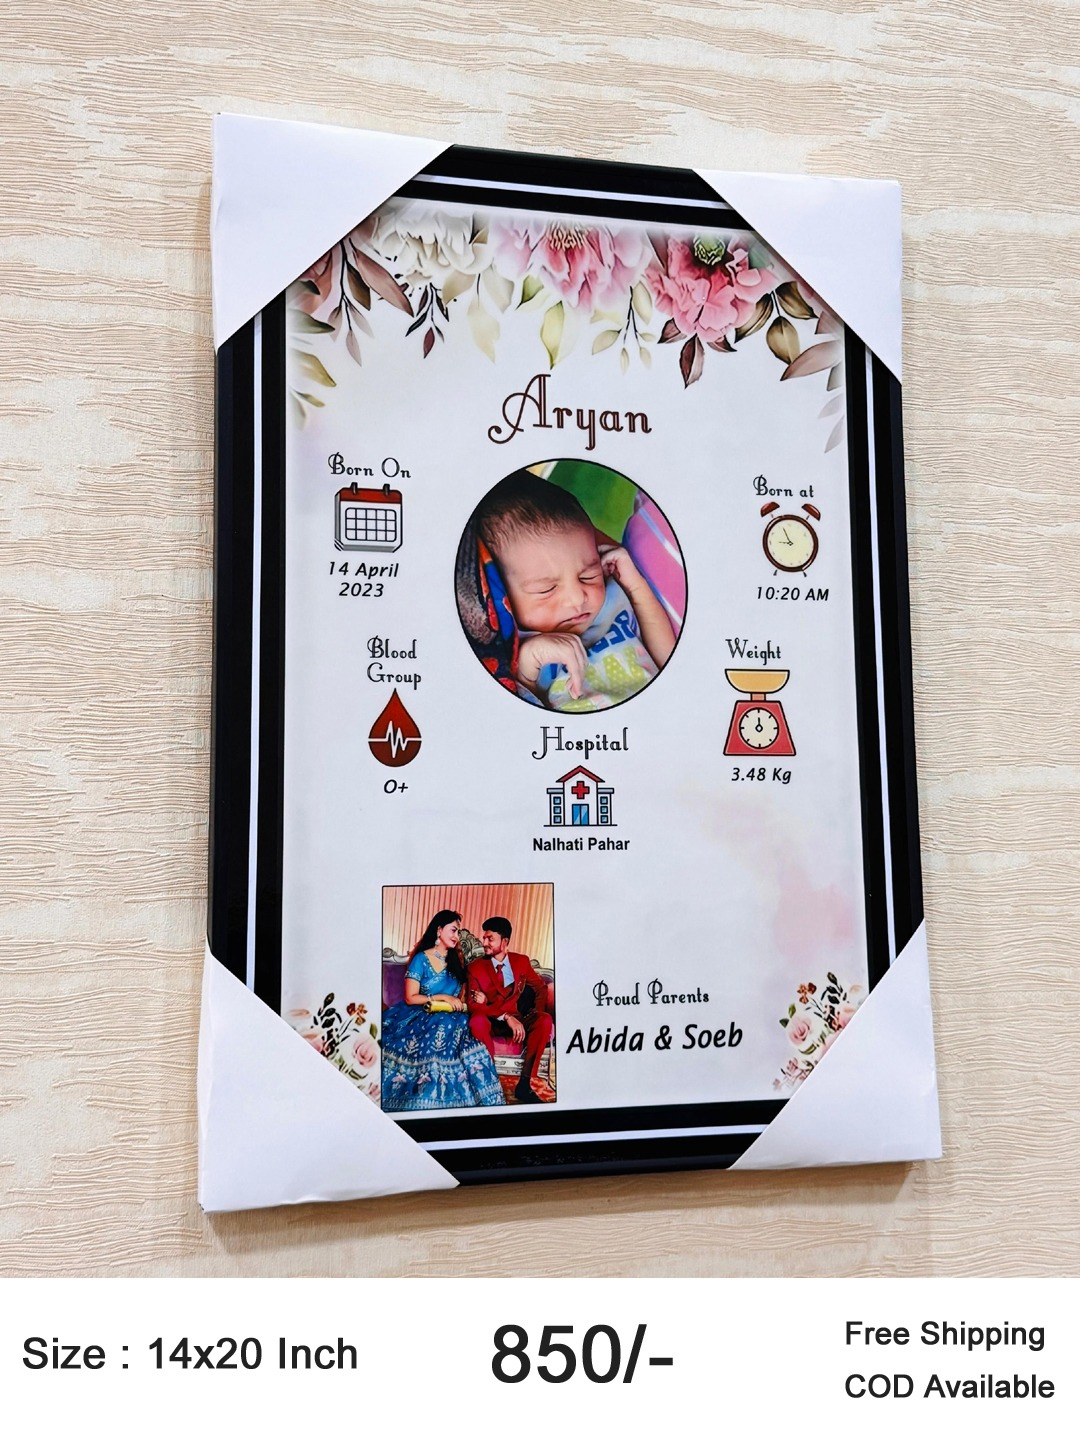 Aryan
Born On
14 April
2023
Born at
10:20 AM
Blood
Group
O+
Weight
3.48 Kg
Hospital
Nalhati Pahar
Proud Parents
Abida & Soeb
Size : 14x20 Inch
850/-
Free Shipping
COD Available